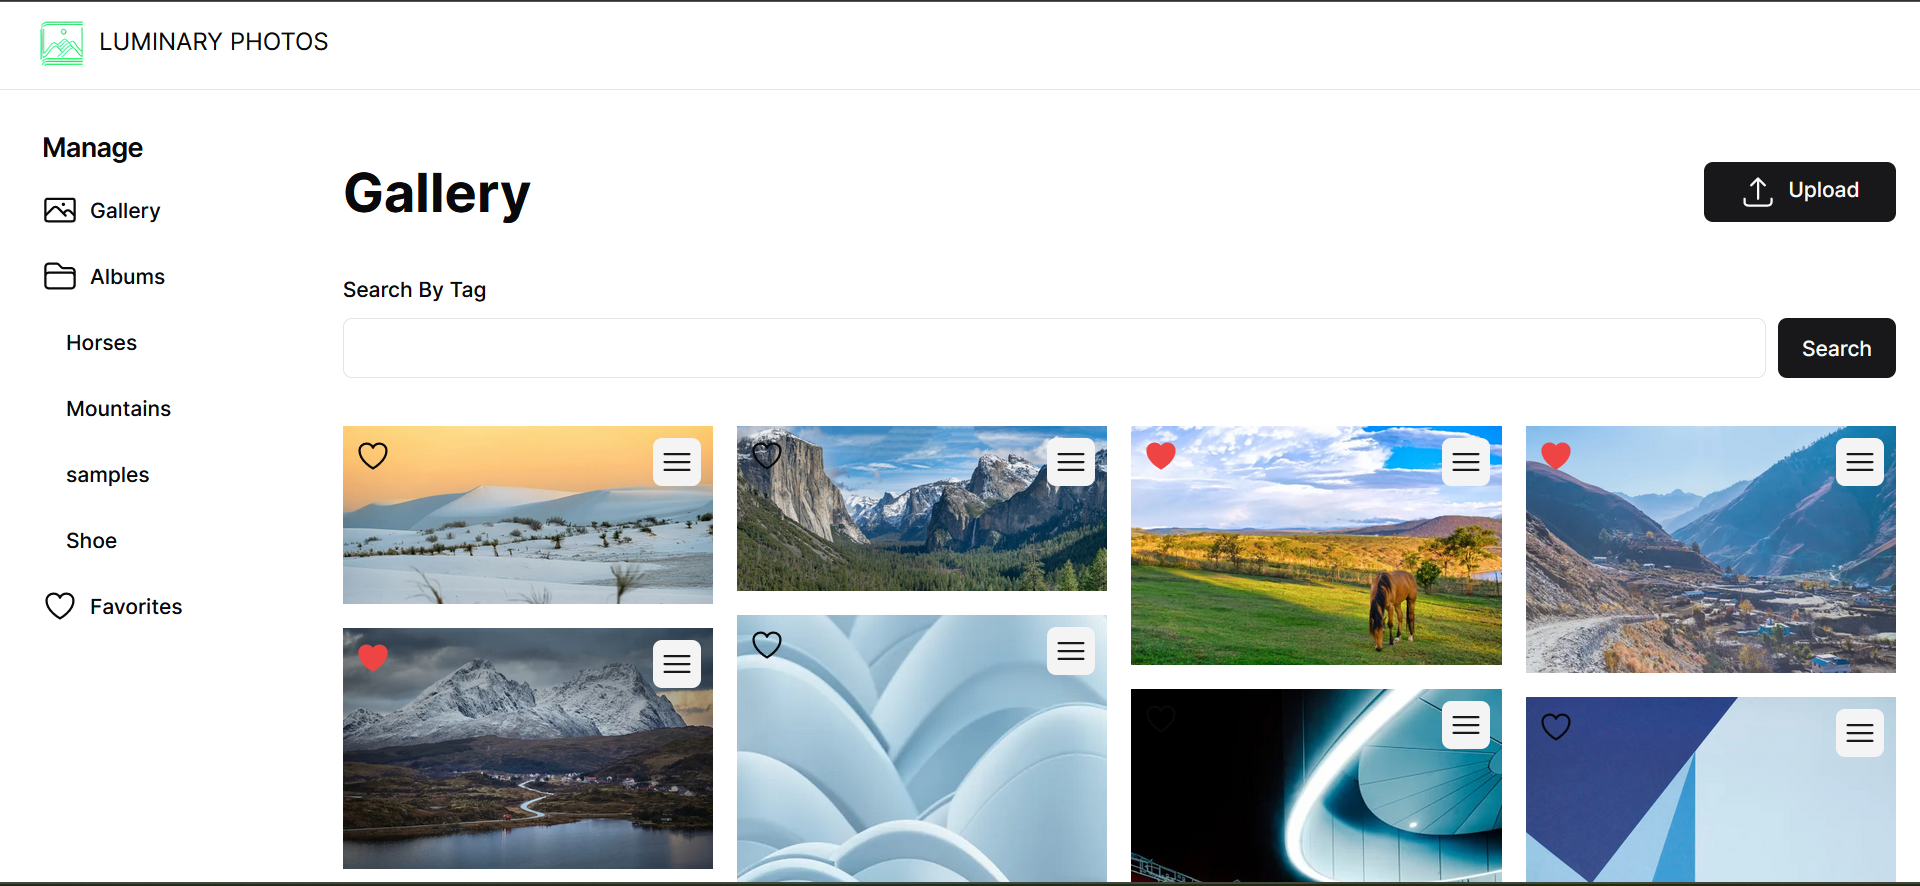 LUMINARY PHOTOS
Manage
Gallery
Albums
Horses
Mountains
samples
Shoe
Favorites
Gallery
Upload
Search By Tag
Search